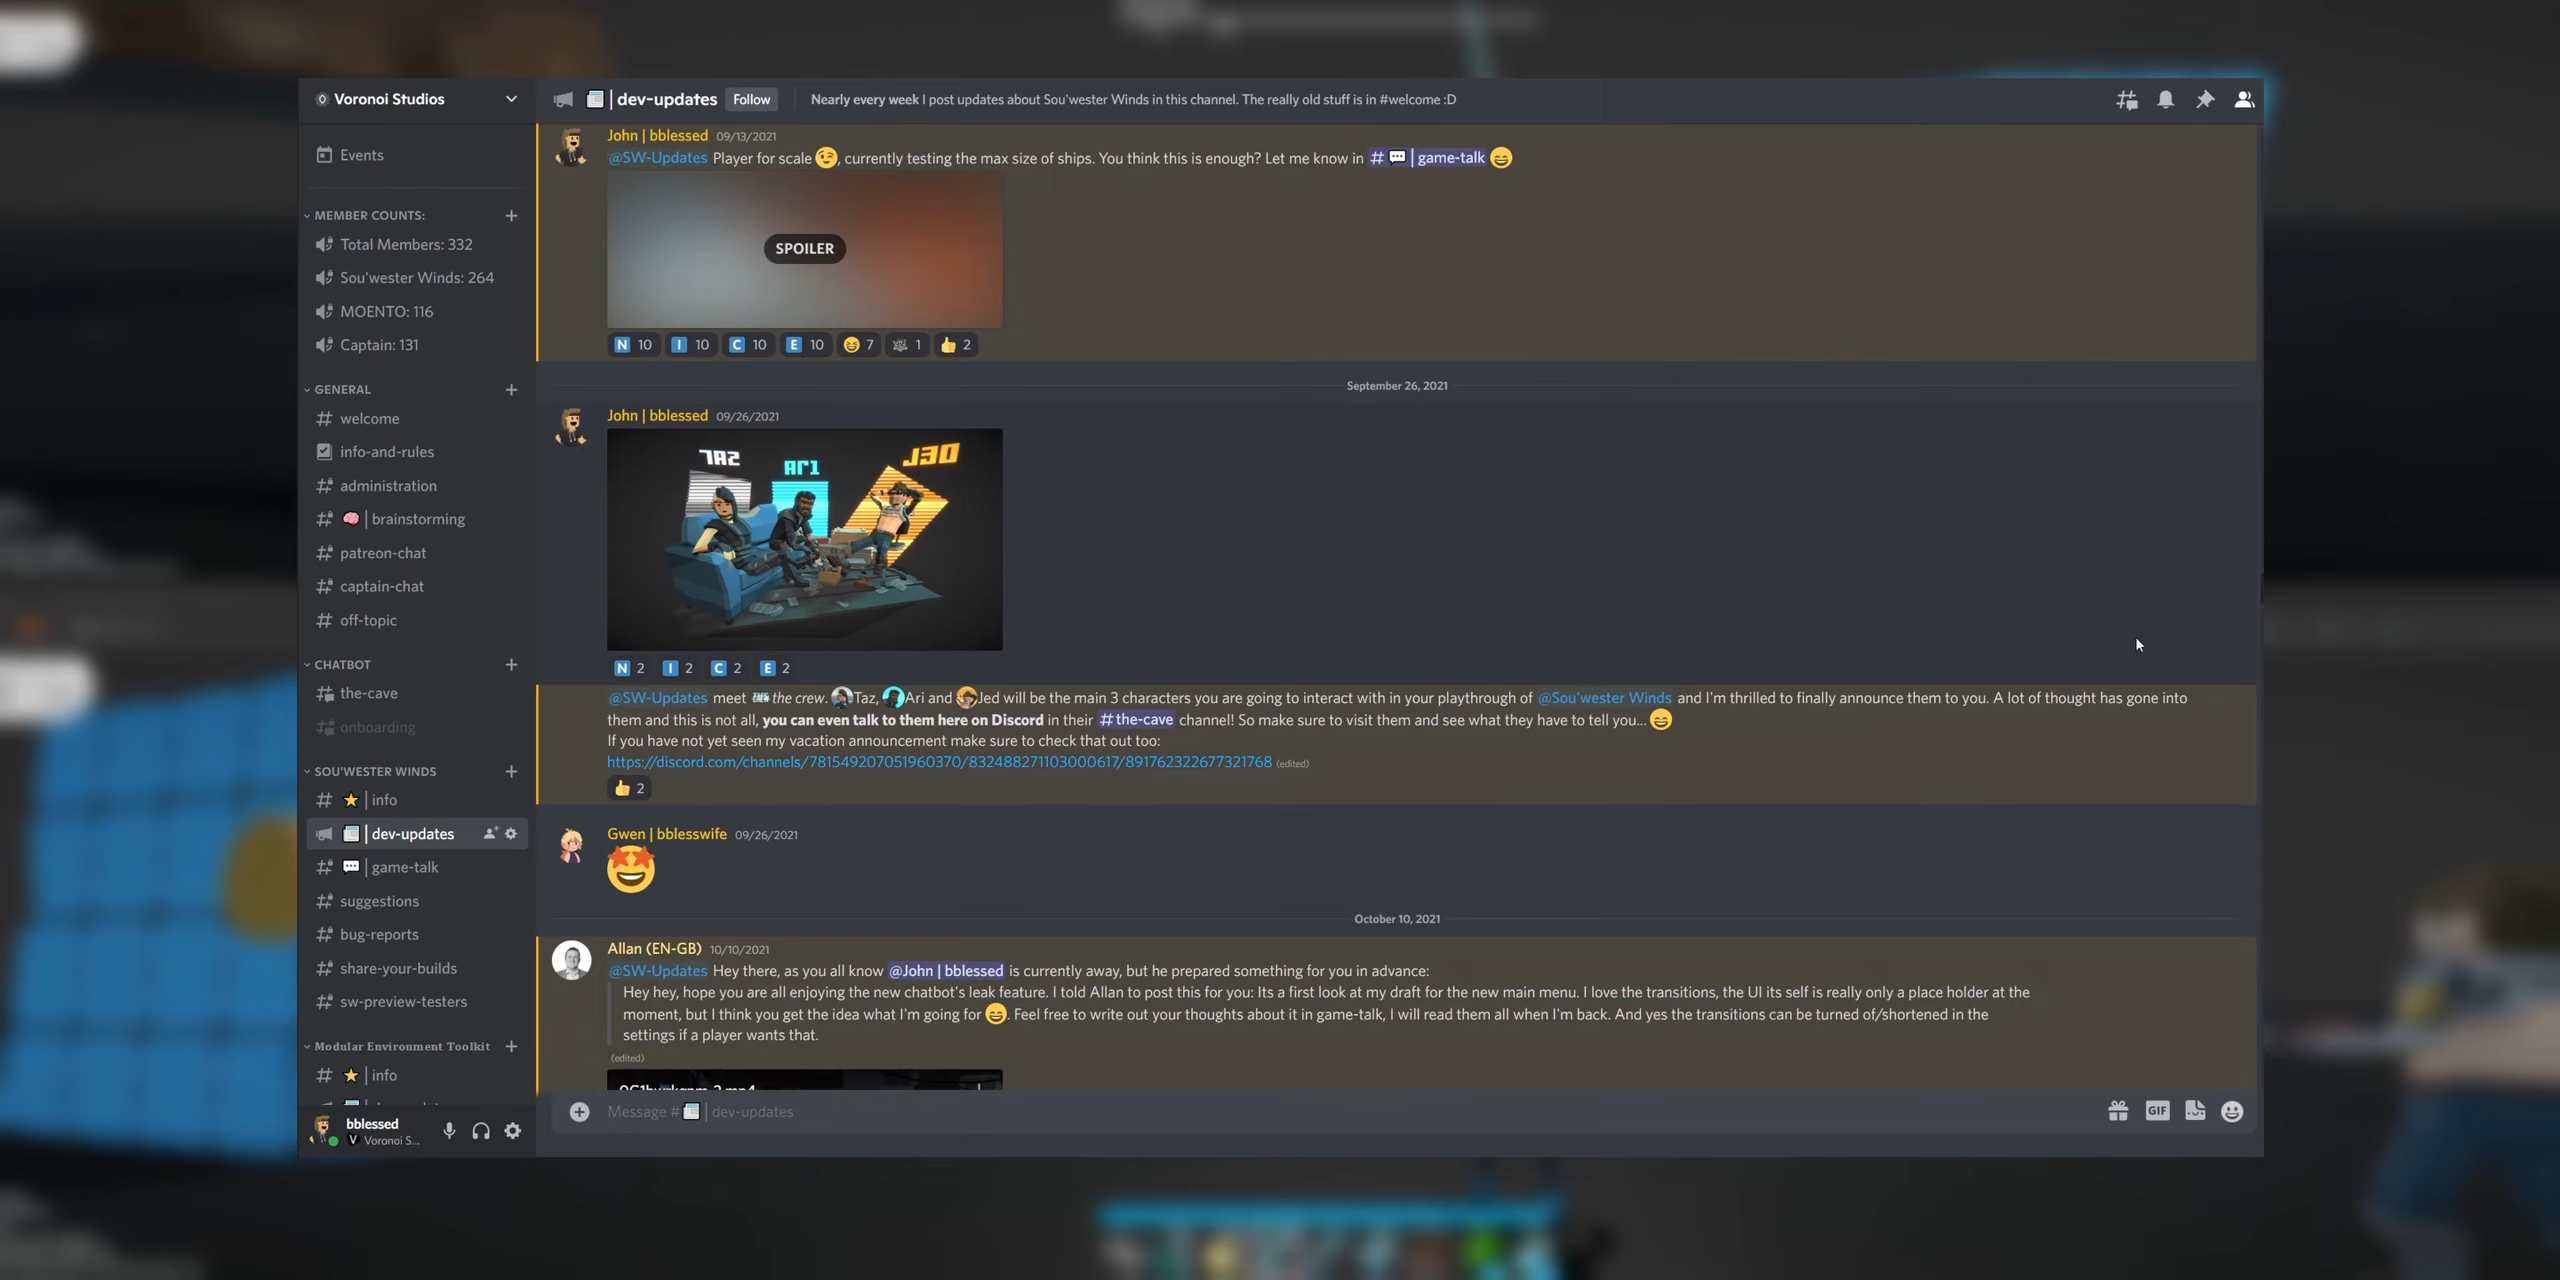 Voronoi Studios
Events
MEMBER COUNTS:
Total Members: 332
Sou'wester Winds: 264
MOENTO: 116
Captain: 131
GENERAL
welcome
info-and-rules
administration
🧠 | brainstorming
patreon-chat
captain-chat
off-topic
CHATBOT
the-cave
onboarding
SOU'WESTER WINDS
⭐ | info
| dev-updates
💬 | game-talk
suggestions
bug-reports
share-your-builds
sw-preview-testers
Modular Environment Toolkit
⭐ | info
bblessed
Voronoi S...
| dev-updates Follow Nearly every week I post updates about Sou'wester Winds in this channel. The really old stuff is in #welcome :D
John | bblessed 09/13/2021
@SW-Updates Player for scale 😉, currently testing the max size of ships. You think this is enough? Let me know in # 💬 | game-talk 😄
SPOILER
N 10 I 10 C 10 E 10 😆 7 1 👍 2
September 26, 2021
John | bblessed 09/26/2021
TAZ ARI JED
N 2 I 2 C 2 E 2
@SW-Updates meet the crew. Taz, Ari and Jed will be the main 3 characters you are going to interact with in your playthrough of @Sou'wester Winds and I'm thrilled to finally announce them to you. A lot of thought has gone into
them and this is not all, you can even talk to them here on Discord in their # the-cave channel! So make sure to visit them and see what they have to tell you... 😄
If you have not yet seen my vacation announcement make sure to check that out too:
https://discord.com/channels/781549207051960370/832488271103000617/891762322677321768 (edited)
👍 2
Gwen | bblesswife 09/26/2021
🤩
October 10, 2021
Allan (EN-GB) 10/10/2021
@SW-Updates Hey there, as you all know @John | bblessed is currently away, but he prepared something for you in advance:
Hey hey, hope you are all enjoying the new chatbot's leak feature. I told Allan to post this for you: Its a first look at my draft for the new main menu. I love the transitions, the UI its self is really only a place holder at the
moment, but I think you get the idea what I'm going for 😄. Feel free to write out your thoughts about it in game-talk, I will read them all when I'm back. And yes the transitions can be turned of/shortened in the
settings if a player wants that.
(edited)
Message # | dev-updates
GIF